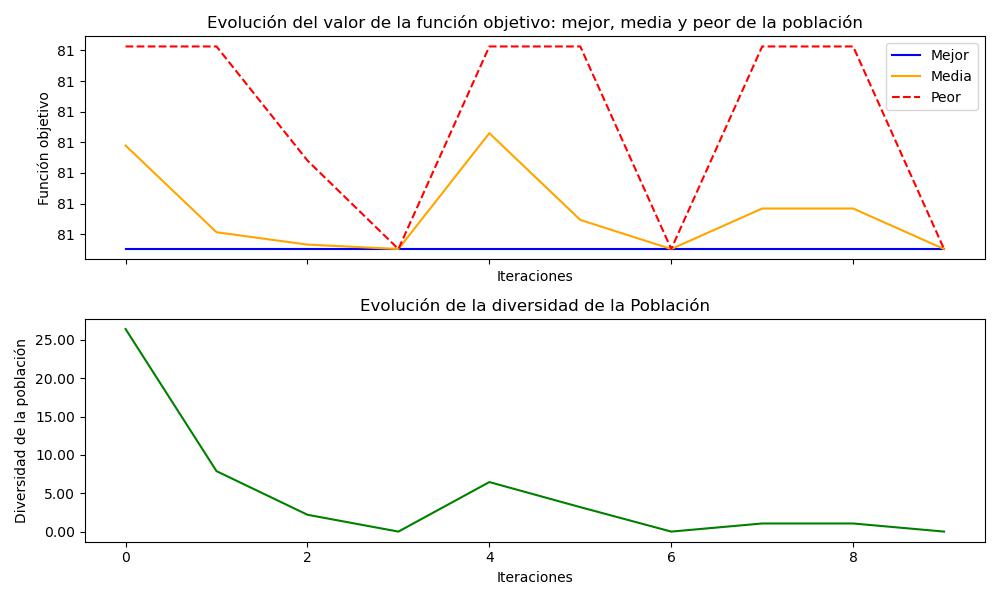 Evolución del valor de la función objetivo: mejor, media y peor de la población
Función objetivo
81
81
81
81
81
81
81
Mejor
Media
Peor
Iteraciones
Evolución de la diversidad de la Población
Diversidad de la población
25.00
20.00
15.00
10.00
5.00
0.00
0 2 4 6 8
Iteraciones